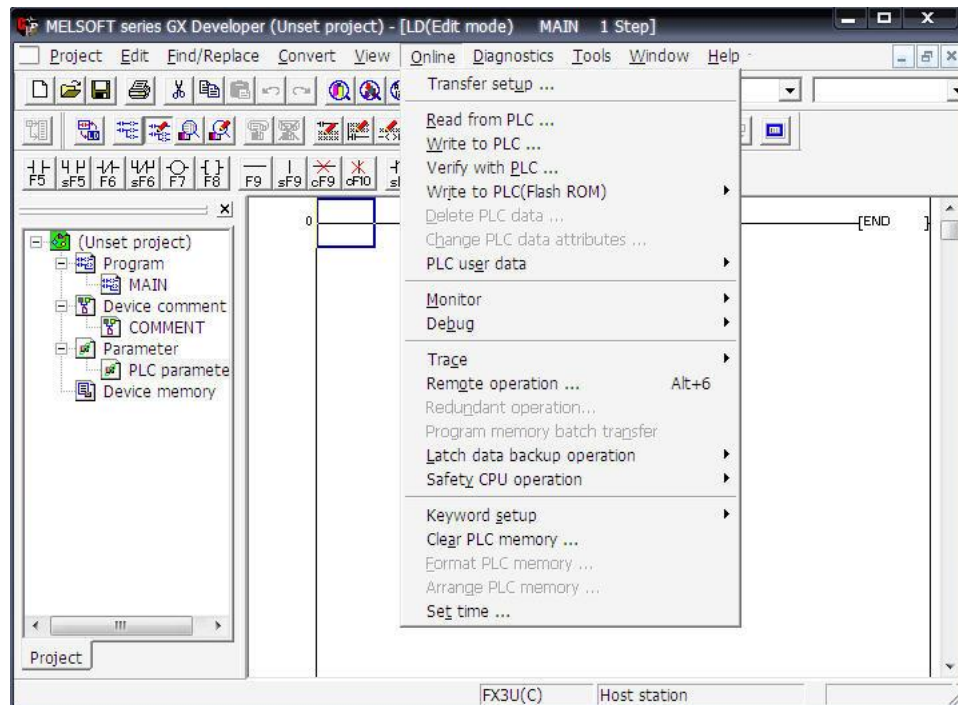 MELSOFT series GX Developer (Unset project) - [LD(Edit mode) MAIN 1 Step]
Project Edit Find/Replace Convert View Online Diagnostics Tools Window Help
Transfer setup ...
Read from PLC ...
Write to PLC ...
Verify with PLC ...
Write to PLC(Flash ROM)
Delete PLC data ...
Change PLC data attributes ...
PLC user data
Monitor
Debug
Trace
Remote operation ... Alt+6
Redundant operation...
Program memory batch transfer
Latch data backup operation
Safety CPU operation
Keyword setup
Clear PLC memory ...
Format PLC memory ...
Arrange PLC memory ...
Set time ...
F5 sF5 F6 sF6 F7 F8 F9 sF9 cF9 cF10
0
[END ]
(Unset project)
Program
MAIN
Device comment
COMMENT
Parameter
PLC paramete
Device memory
Project
FX3U(C) Host station